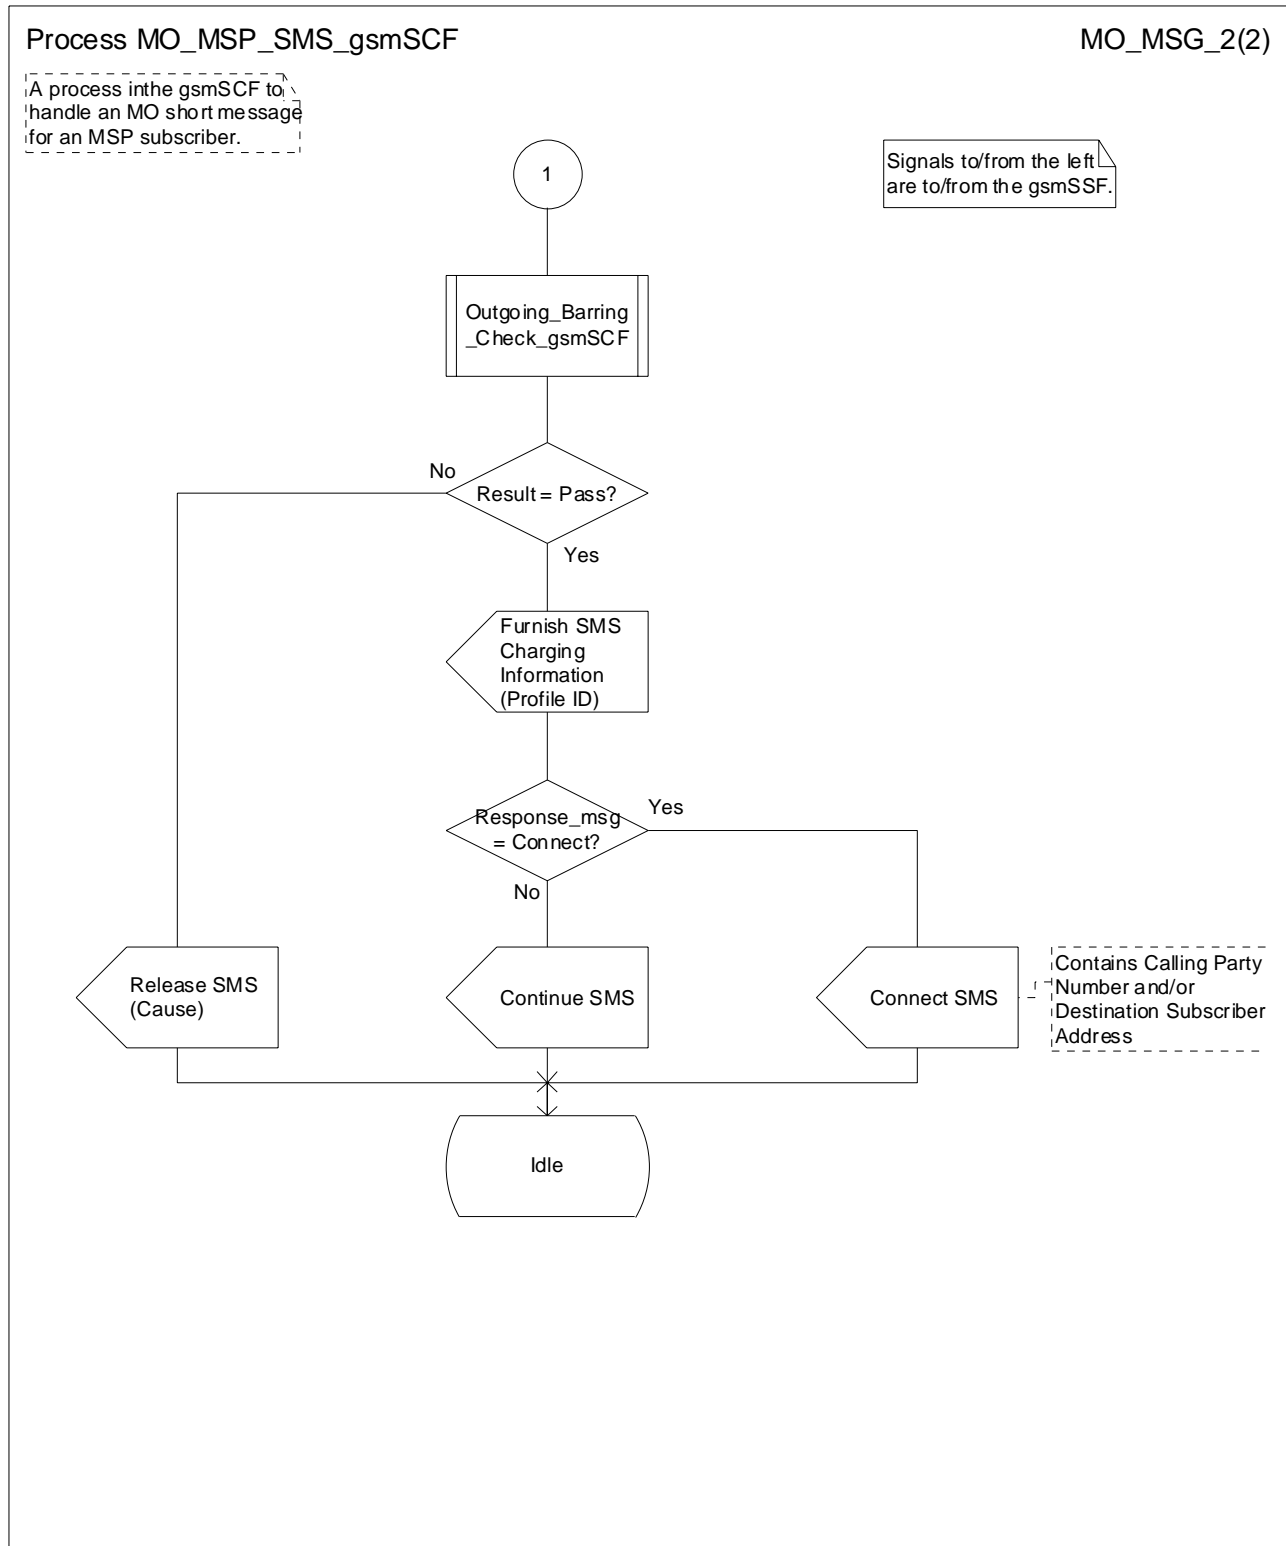 Process MO_MSP_SMS_gsmSCF
MO_MSG_2(2)
A process inthe gsmSCF to
handle an MO short message
for an MSP subscriber.
Signals to/from the left
are to/from the gsmSSF.
1
Outgoing_Barring
_Check_gsmSCF
No
Result = Pass?
Yes
Furnish SMS
Charging
Information
(Profile ID)
Response_msg
= Connect?
Yes
No
Release SMS
(Cause)
Continue SMS
Connect SMS
Contains Calling Party
Number and/or
Destination Subscriber
Address
Idle